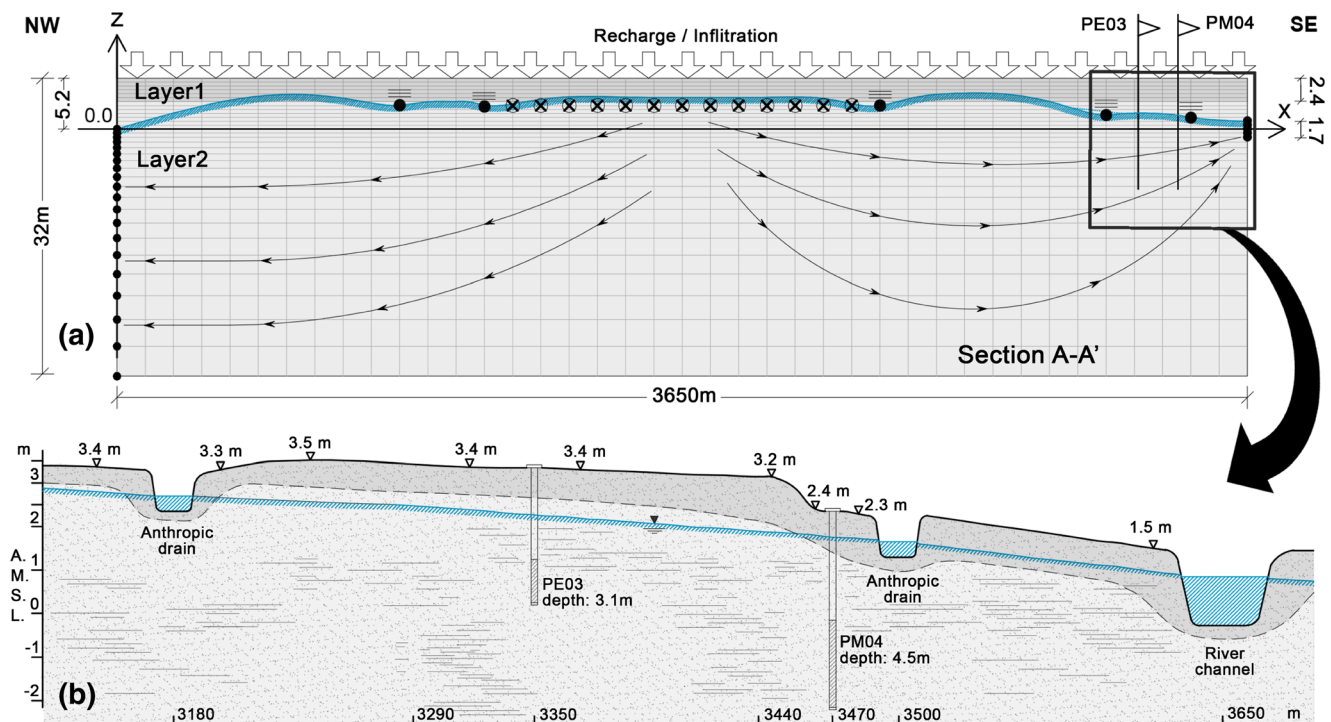 NW
Z
Recharge / Inflitration
PE03
PM04
SE
Layer1
5.2
2.4
0.0
X
1.7
Layer2
32m
(a)
Section A-A'
3650m
m
3.4 m
3.3 m
3.5 m
3.4 m
3.4 m
3.2 m
2.4 m
2.3 m
1.5 m
3
2
1
0
-1
-2
A.
M.
S.
L.
Anthropic
drain
PE03
depth: 3.1m
Anthropic
drain
PM04
depth: 4.5m
River
channel
(b)
3180
3290
3350
3440
3470
3500
3650
m